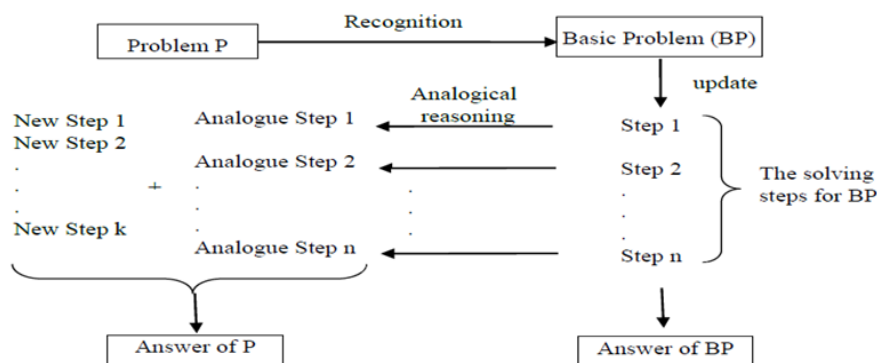 Recognition
Problem P
Basic Problem (BP)
update
Analogical
reasoning
New Step 1
New Step 2
.
.
.
New Step k
+
Analogue Step 1
Analogue Step 2
.
.
.
Analogue Step n
.
.
.
Step 1
Step 2
.
.
.
Step n
The solving
steps for BP
Answer of P
Answer of BP